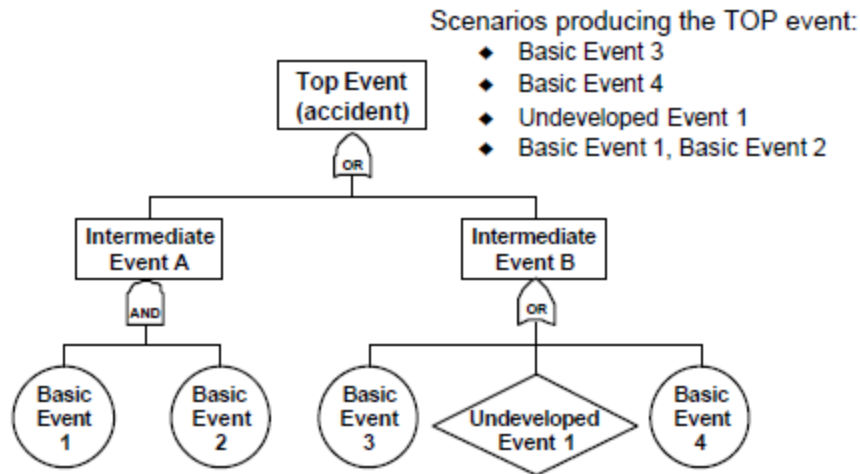 Scenarios producing the TOP event:
◆ Basic Event 3
◆ Basic Event 4
◆ Undeveloped Event 1
◆ Basic Event 1, Basic Event 2
Top Event
(accident)
OR
Intermediate
Event A
Intermediate
Event B
AND
OR
Basic
Event
1
Basic
Event
2
Basic
Event
3
Undeveloped
Event 1
Basic
Event
4